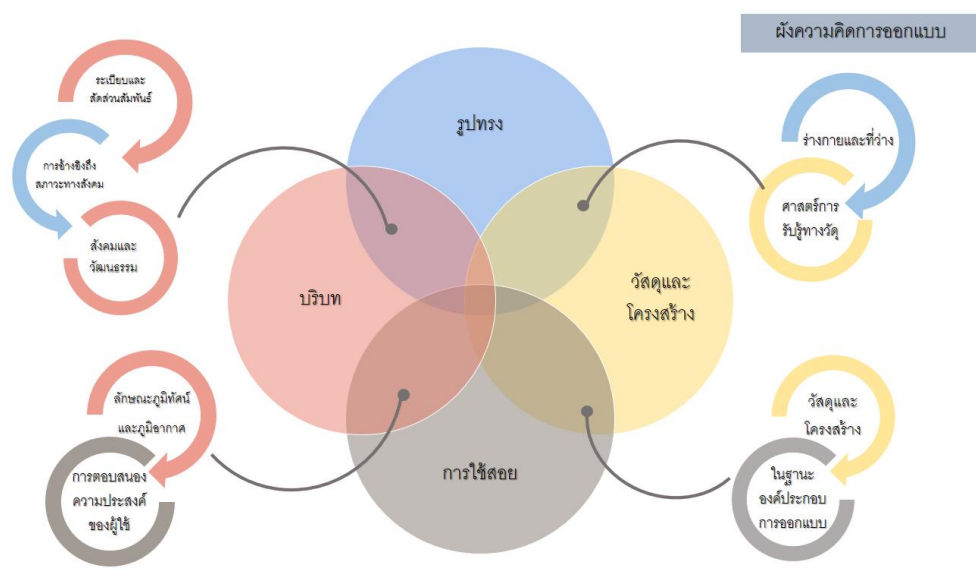 ผังความคิดการออกแบบ
ระเบียบและ
สัดส่วนสัมพันธ์
การอ้างอิงถึง
สภาวะทางสังคม
สังคมและ
วัฒนธรรม
รูปทรง
ร่างกายและที่ว่าง
ศาสตร์การ
รับรู้ทางวัตุ
บริบท
วัสดุและ
โครงสร้าง
ลักษณะภูมิทัศน์
และภูมิอากาศ
การตอบสนอง
ความประสงค์
ของผู้ใช้
การใช้สอย
วัสดุและ
โครงสร้าง
ในฐานะ
องค์ประกอบ
การออกแบบ